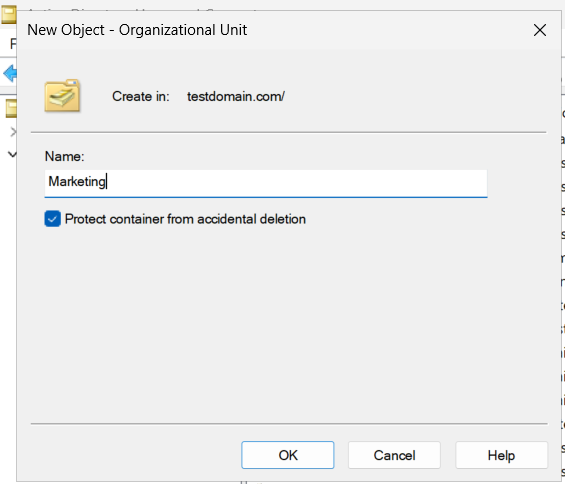 New Object - Organizational Unit
Create in: testdomain.com/
Name:
Marketing
Protect container from accidental deletion
OK Cancel Help